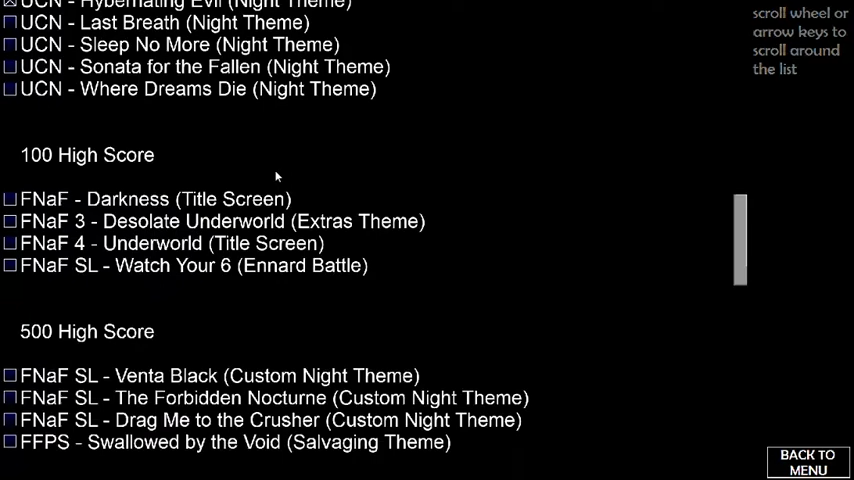 UCN - Hybernating Evil (Night Theme)
UCN - Last Breath (Night Theme)
UCN - Sleep No More (Night Theme)
UCN - Sonata for the Fallen (Night Theme)
UCN - Where Dreams Die (Night Theme)
scroll wheel or
arrow keys to
scroll around
the list
100 High Score
FNaF - Darkness (Title Screen)
FNaF 3 - Desolate Underworld (Extras Theme)
FNaF 4 - Underworld (Title Screen)
FNaF SL - Watch Your 6 (Ennard Battle)
500 High Score
FNaF SL - Venta Black (Custom Night Theme)
FNaF SL - The Forbidden Nocturne (Custom Night Theme)
FNaF SL - Drag Me to the Crusher (Custom Night Theme)
FFPS - Swallowed by the Void (Salvaging Theme)
BACK TO
MENU